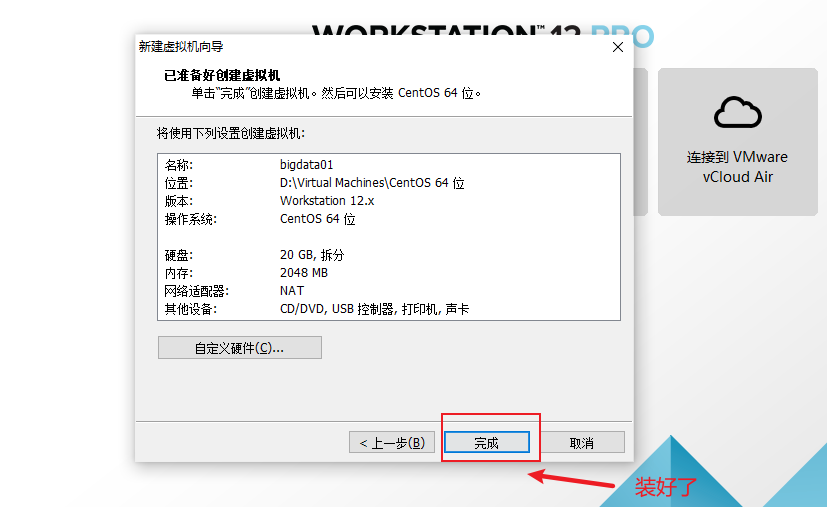 WORKSTATION™ 12 PRO
新建虚拟机向导
已准备好创建虚拟机
单击“完成”创建虚拟机。然后可以安装 CentOS 64 位。
将使用下列设置创建虚拟机:
名称: bigdata01
位置: D:\Virtual Machines\CentOS 64 位
版本: Workstation 12.x
操作系统: CentOS 64 位
硬盘: 20 GB, 拆分
内存: 2048 MB
网络适配器: NAT
其他设备: CD/DVD, USB 控制器, 打印机, 声卡
自定义硬件(C)...
< 上一步(B) 完成 取消
连接到 VMware
vCloud Air
装好了